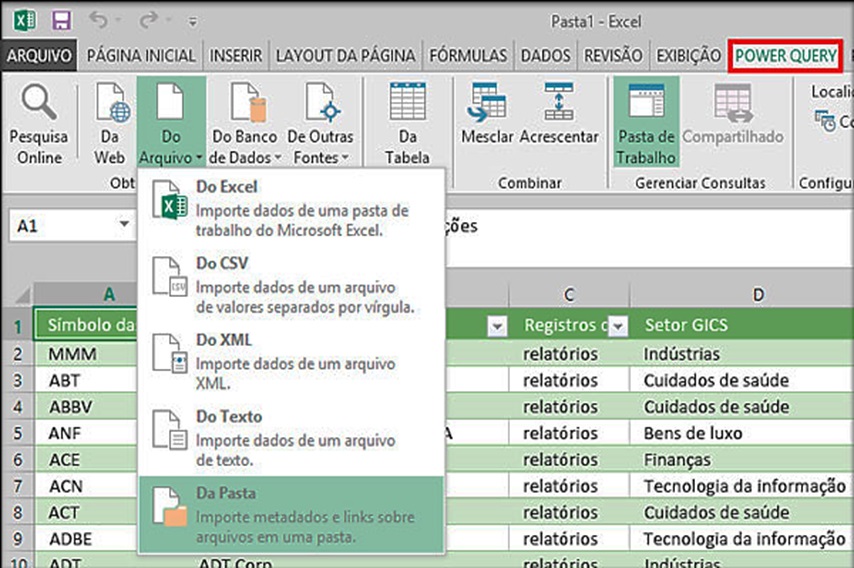 Pasta1 - Excel
ARQUIVO PÁGINA INICIAL INSERIR LAYOUT DA PÁGINA FÓRMULAS DADOS REVISÃO EXIBIÇÃO POWER QUERY
Pesquisa Online
Da Web
Do Arquivo
Do Banco de Dados
De Outras Fontes
Da Tabela
Mesclar
Acrescentar
Pasta de Trabalho
Compartilhado
Locali
Co
Obt
Combinar
Gerenciar Consultas
Configu
Do Excel
Importe dados de uma pasta de
trabalho do Microsoft Excel.
Do CSV
Importe dados de um arquivo
de valores separados por vírgula.
Do XML
Importe dados de um arquivo
XML.
Do Texto
Importe dados de um arquivo
de texto.
Da Pasta
Importe metadados e links sobre
arquivos em uma pasta.
A1 ções
A C D
1 Símbolo da Registros d Setor GICS
2 MMM relatórios Indústrias
3 ABT relatórios Cuidados de saúde
4 ABBV relatórios Cuidados de saúde
5 ANF A relatórios Bens de luxo
6 ACE relatórios Finanças
7 ACN relatórios Tecnologia da informação
8 ACT relatórios Cuidados de saúde
9 ADBE relatórios Tecnologia da informação
10 ADT ADT Corp relatórios Indústrias